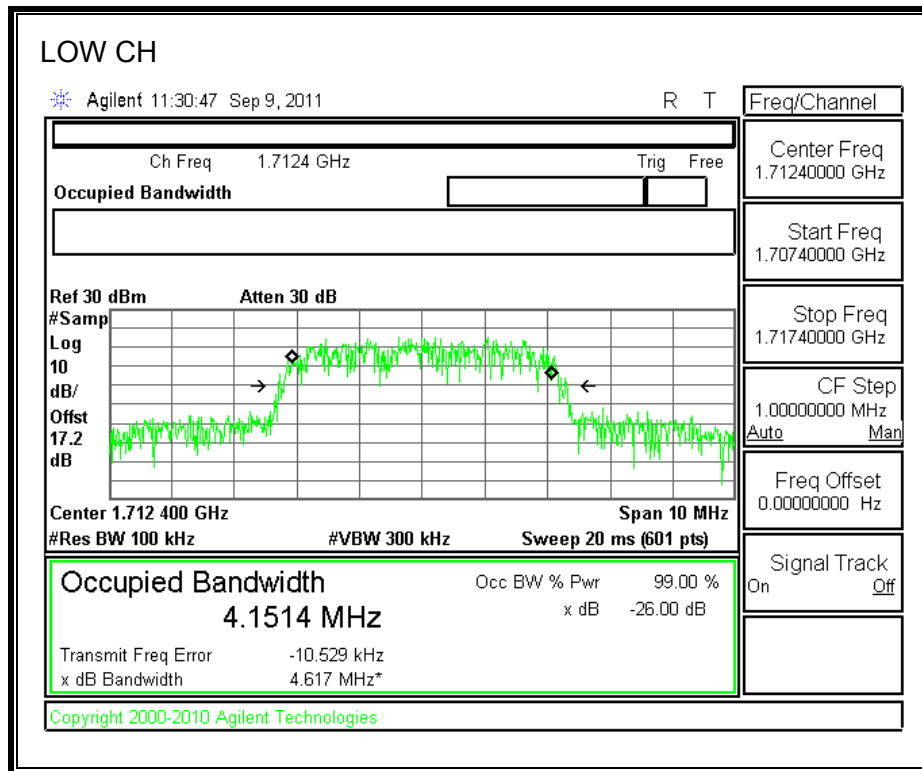 LOW CH
Agilent 11:30:47 Sep 9, 2011 R T
Ch Freq 1.7124 GHz Trig Free
Occupied Bandwidth
Ref 30 dBm Atten 30 dB
#Samp
Log
10
dB/
Offst
17.2
dB
Center 1.712 400 GHz Span 10 MHz
#Res BW 100 kHz #VBW 300 kHz Sweep 20 ms (601 pts)
Occupied Bandwidth Occ BW % Pwr 99.00 %
4.1514 MHz x dB -26.00 dB
Transmit Freq Error -10.529 kHz
x dB Bandwidth 4.617 MHz*
Copyright 2000-2010 Agilent Technologies
Freq/Channel
Center Freq
1.71240000 GHz
Start Freq
1.70740000 GHz
Stop Freq
1.71740000 GHz
CF Step
1.00000000 MHz
Auto Man
Freq Offset
0.00000000 Hz
Signal Track
On Off